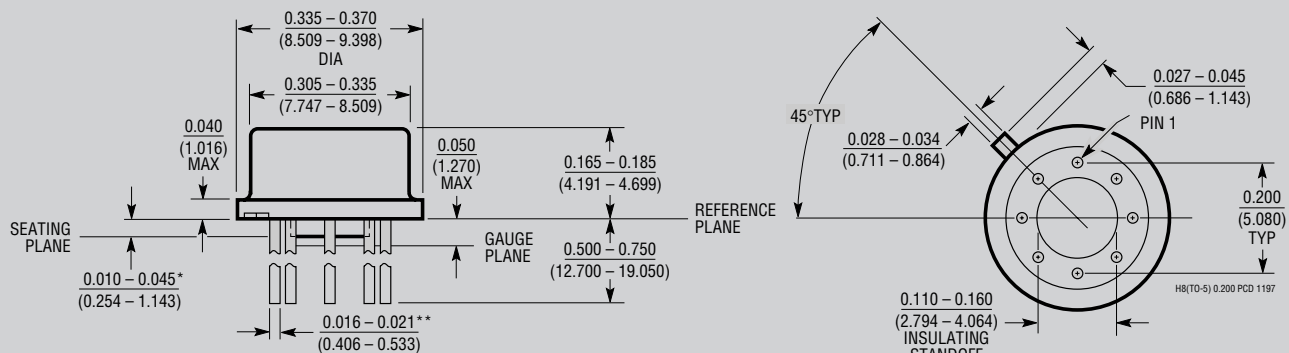 0.335 – 0.370
(8.509 – 9.398)
DIA
0.305 – 0.335
(7.747 – 8.509)
0.040
(1.016)
MAX
0.050
(1.270)
MAX
0.165 – 0.185
(4.191 – 4.699)
SEATING
PLANE
GAUGE
PLANE
REFERENCE
PLANE
0.500 – 0.750
(12.700 – 19.050)
0.010 – 0.045*
(0.254 – 1.143)
0.016 – 0.021**
(0.406 – 0.533)
45°TYP
0.028 – 0.034
(0.711 – 0.864)
0.027 – 0.045
(0.686 – 1.143)
PIN 1
0.200
(5.080)
TYP
H8(TO-5) 0.200 PCD 1197
0.110 – 0.160
(2.794 – 4.064)
INSULATING
STANDOFF